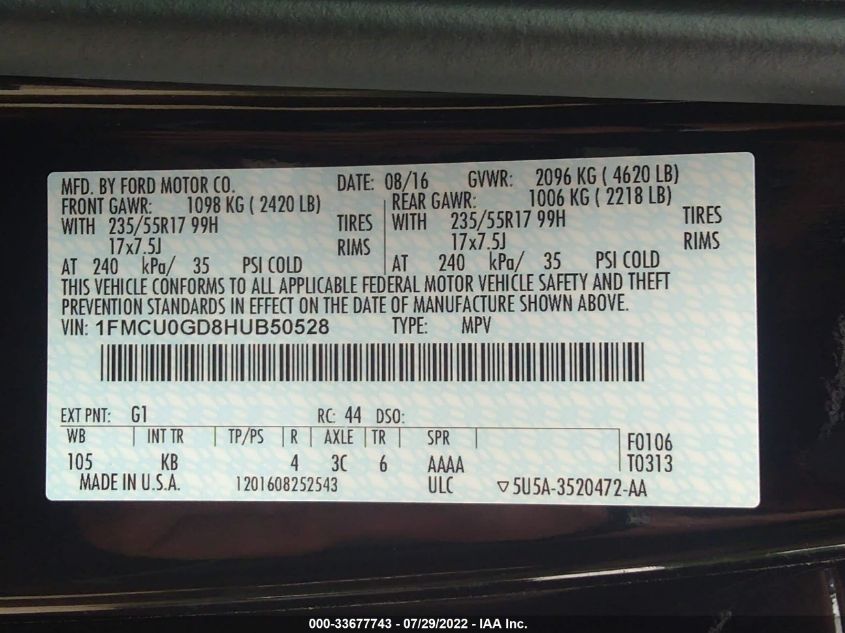 MFD. BY FORD MOTOR CO. DATE: 08/16 GVWR: 2096 KG ( 4620 LB)
FRONT GAWR: 1098 KG ( 2420 LB) REAR GAWR: 1006 KG ( 2218 LB)
WITH 235/55R17 99H TIRES WITH 235/55R17 99H TIRES
17x7.5J RIMS 17x7.5J RIMS
AT 240 kPa/ 35 PSI COLD AT 240 kPa/ 35 PSI COLD
THIS VEHICLE CONFORMS TO ALL APPLICABLE FEDERAL MOTOR VEHICLE SAFETY AND THEFT
PREVENTION STANDARDS IN EFFECT ON THE DATE OF MANUFACTURE SHOWN ABOVE.
VIN: 1FMCU0GD8HUB50528 TYPE: MPV
EXT PNT: G1 RC: 44 DSO:
WB INT TR TP/PS R AXLE TR SPR F0106
105 KB 4 3C 6 AAAA T0313
MADE IN U.S.A. 1201608252543 ULC ▽5U5A-3520472-AA
000-33677743 - 07/29/2022 - IAA Inc.